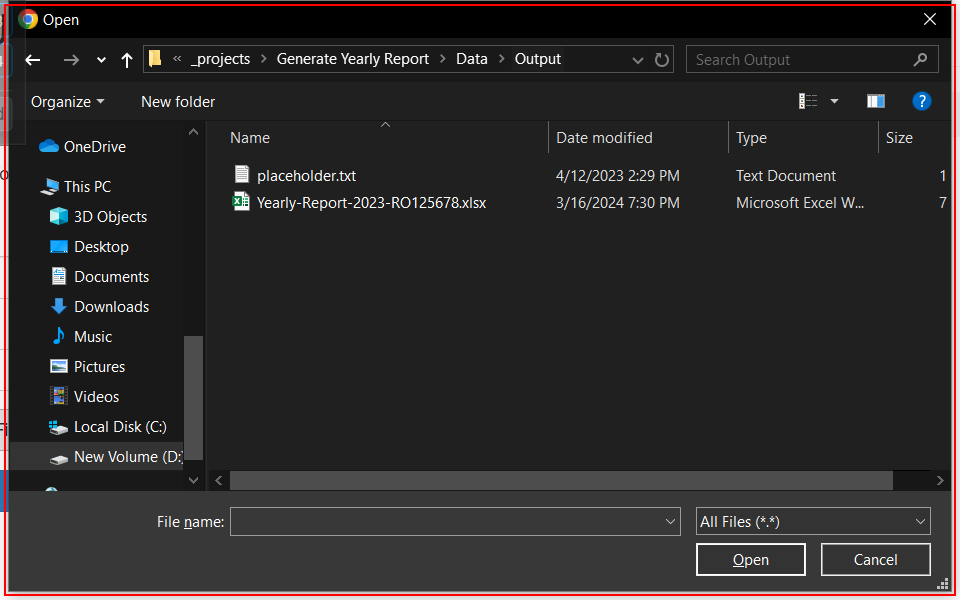 Open
« _projects > Generate Yearly Report > Data > Output
Search Output
Organize
New folder
?
Name
Date modified
Type
Size
placeholder.txt 4/12/2023 2:29 PM Text Document 1
Yearly-Report-2023-RO125678.xlsx 3/16/2024 7:30 PM Microsoft Excel W... 7
OneDrive
This PC
3D Objects
Desktop
Documents
Downloads
Music
Pictures
Videos
Local Disk (C:)
New Volume (D:)
File name:
All Files (*.*)
Open
Cancel